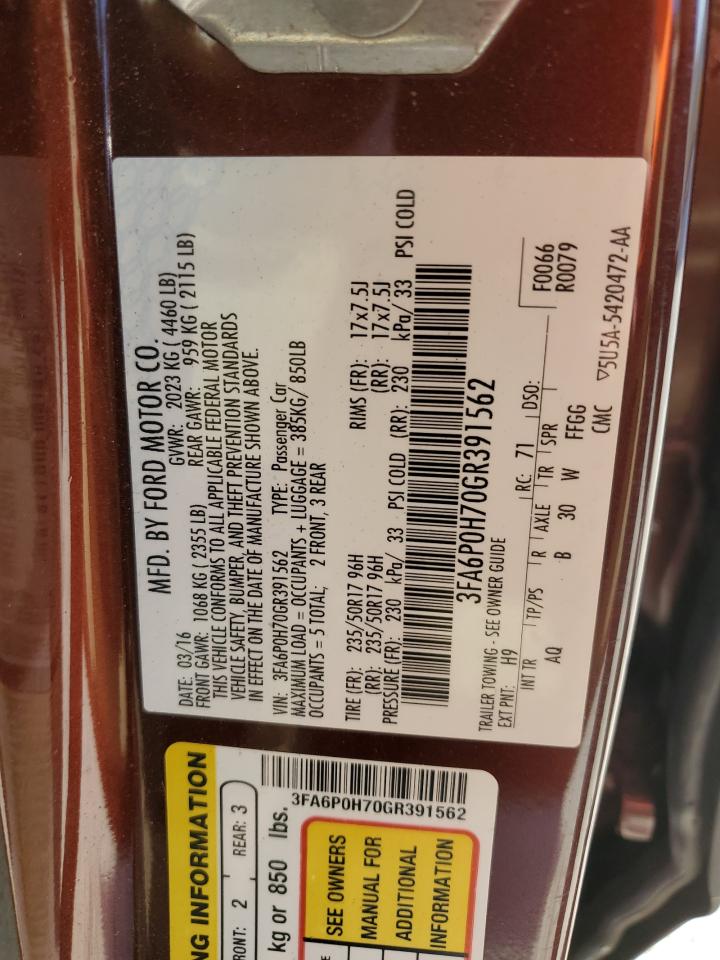 MFD. BY FORD MOTOR CO.
DATE: 03/16 GVWR: 2023 KG ( 4460 LB)
FRONT GAWR: 1068 KG ( 2355 LB) REAR GAWR: 959 KG ( 2115 LB)
THIS VEHICLE CONFORMS TO ALL APPLICABLE FEDERAL MOTOR
VEHICLE SAFETY, BUMPER, AND THEFT PREVENTION STANDARDS
IN EFFECT ON THE DATE OF MANUFACTURE SHOWN ABOVE.
VIN: 3FA6P0H70GR391562 TYPE: Passenger Car
MAXIMUM LOAD = OCCUPANTS + LUGGAGE = 385KG/ 850LB
OCCUPANTS = 5 TOTAL: 2 FRONT, 3 REAR
TIRE (FR): 235/50R17 96H RIMS (FR): 17x7.5J
(RR): 235/50R17 96H (RR): 17x7.5J
PRESSURE (FR): 230 kPa/ 33 PSI COLD (RR): 230 kPa/ 33 PSI COLD
3FA6P0H70GR391562
TRAILER TOWING - SEE OWNER GUIDE
EXT PNT: H9 RC: 71 DSO: F0066
R0079
INT TR TP/PS R AXLE TR SPR
AQ B 30 W FFGG
CMC 5U5A-5420472-AA
NG INFORMATION
RONT: 2 REAR: 3
kg or 850 lbs.
3FA6P0H70GR391562
SEE OWNERS
MANUAL FOR
ADDITIONAL
INFORMATION